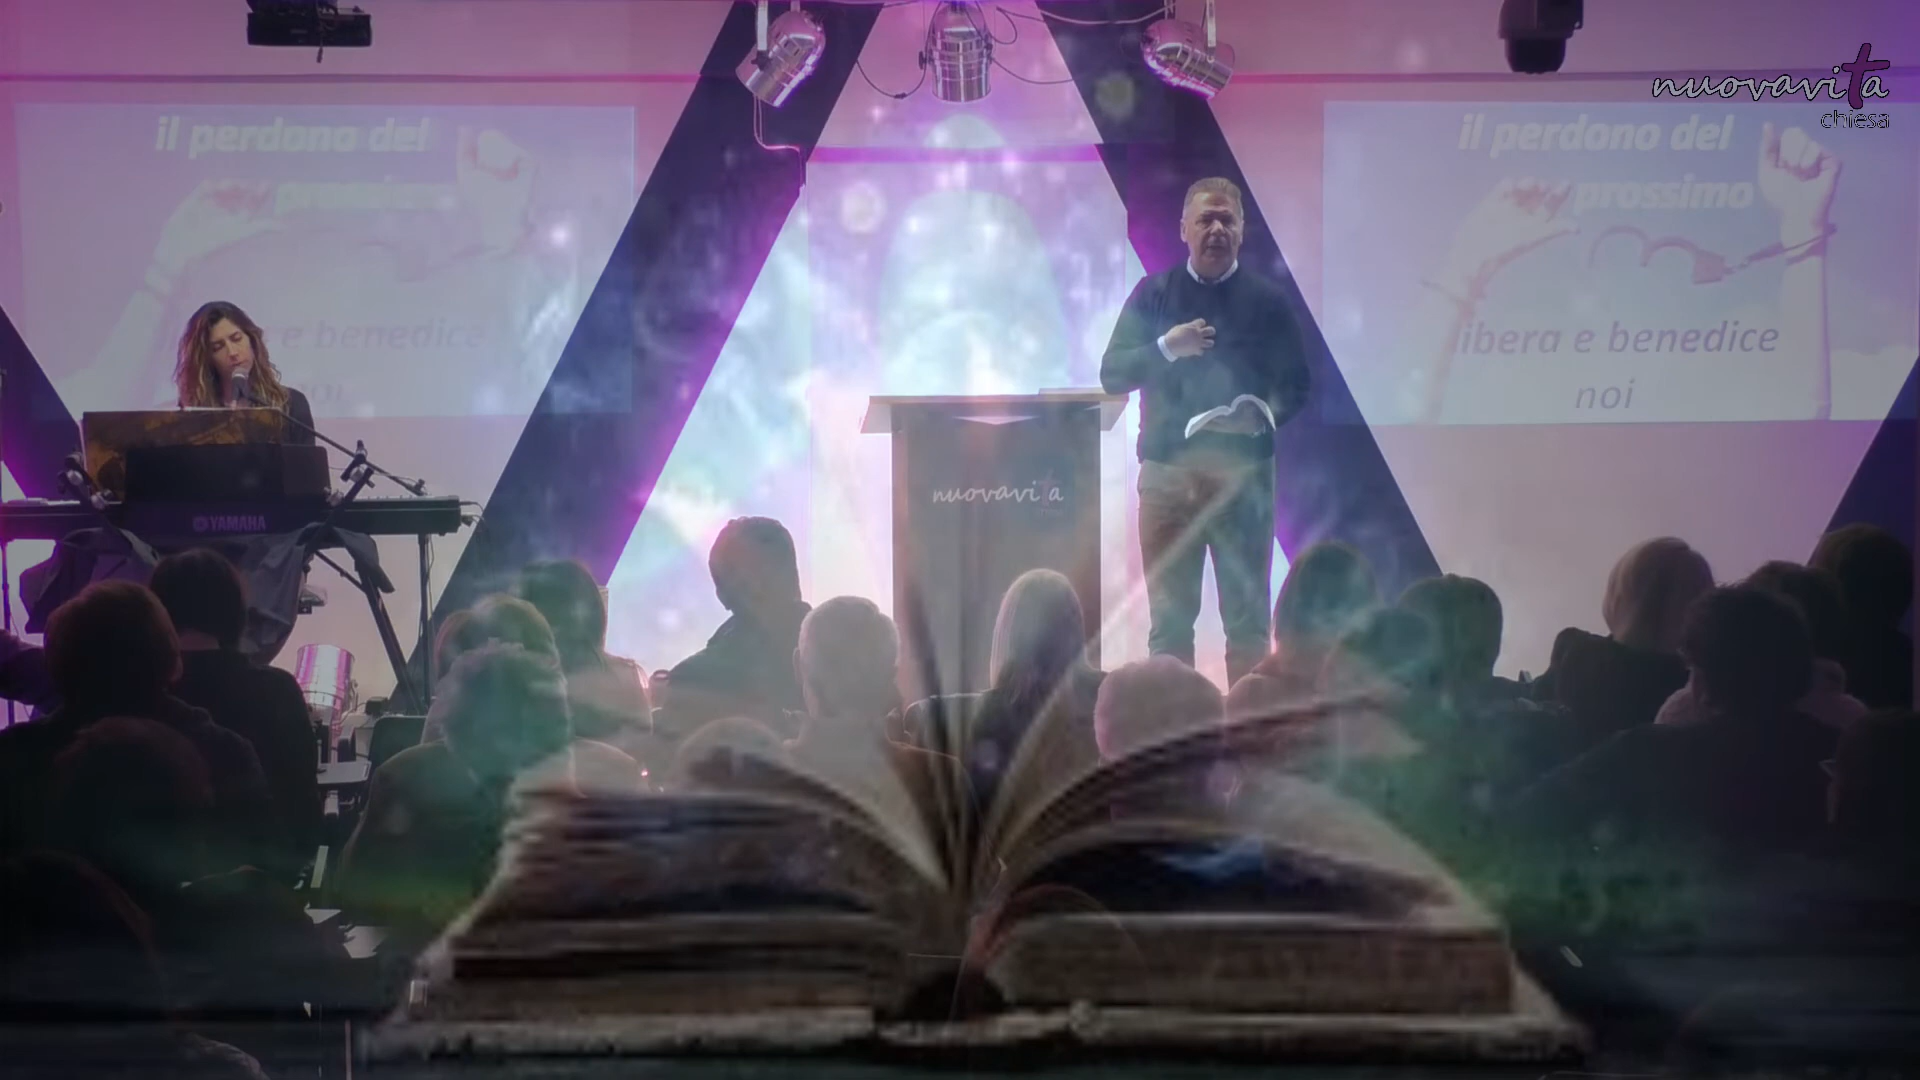 nuovavita
chiesa
il perdono del
il perdono del
prossimo
e benedice
libera e benedice
noi
nuovavita
YAMAHA